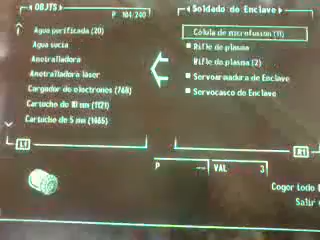 OBJTS
P 184/240
Agua purificada (20)
Agua sucia
Ametralladora
Ametralladora láser
Cargador de electrones (768)
Cartucho de 10 mm (1121)
Cartucho de 5 mm (1465)
L1
Soldado de Enclave
Célula de microfusión (11)
Rifle de plasma
Rifle de plasma (2)
Servoarmadura de Enclave
Servocasco de Enclave
R1
P --
VAL 3
Coger todo
Salir